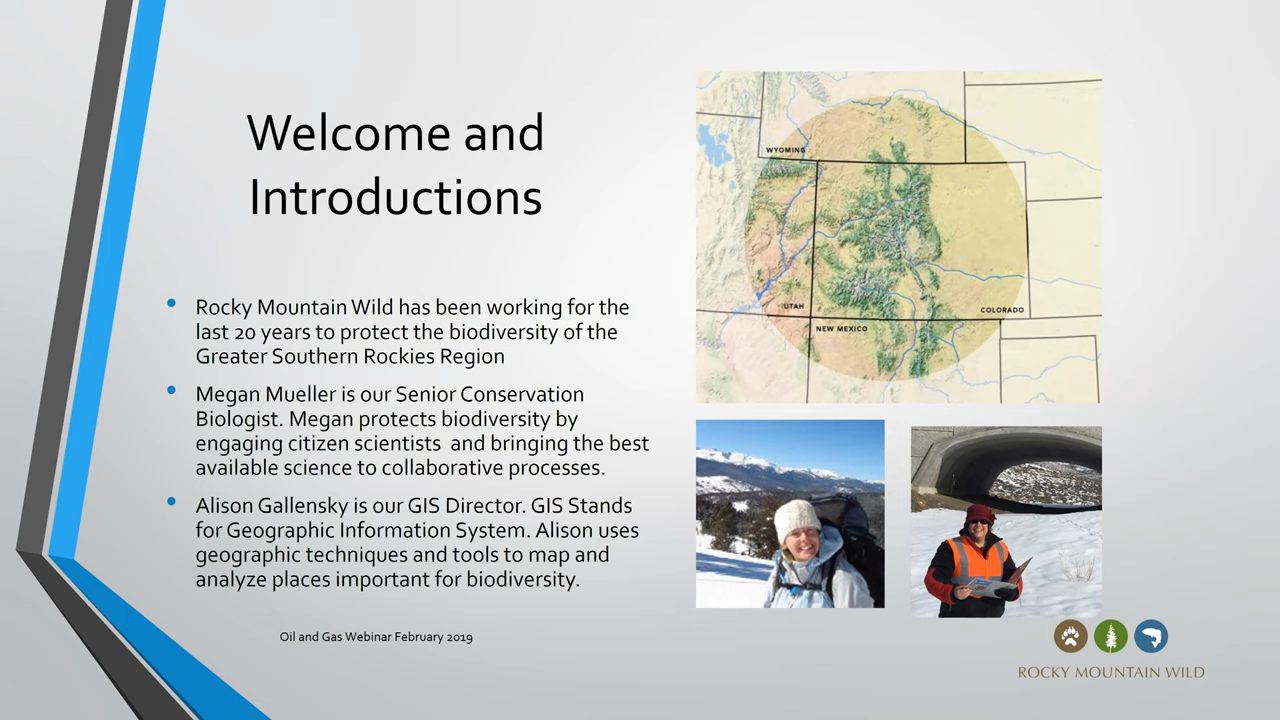 Welcome and
Introductions
Rocky Mountain Wild has been working for the
last 20 years to protect the biodiversity of the
Greater Southern Rockies Region
Megan Mueller is our Senior Conservation
Biologist. Megan protects biodiversity by
engaging citizen scientists and bringing the best
available science to collaborative processes.
Alison Gallensky is our GIS Director. GIS Stands
for Geographic Information System. Alison uses
geographic techniques and tools to map and
analyze places important for biodiversity.
Oil and Gas Webinar February 2019
WYOMING
UTAH
COLORADO
NEW MEXICO
ROCKY MOUNTAIN WILD